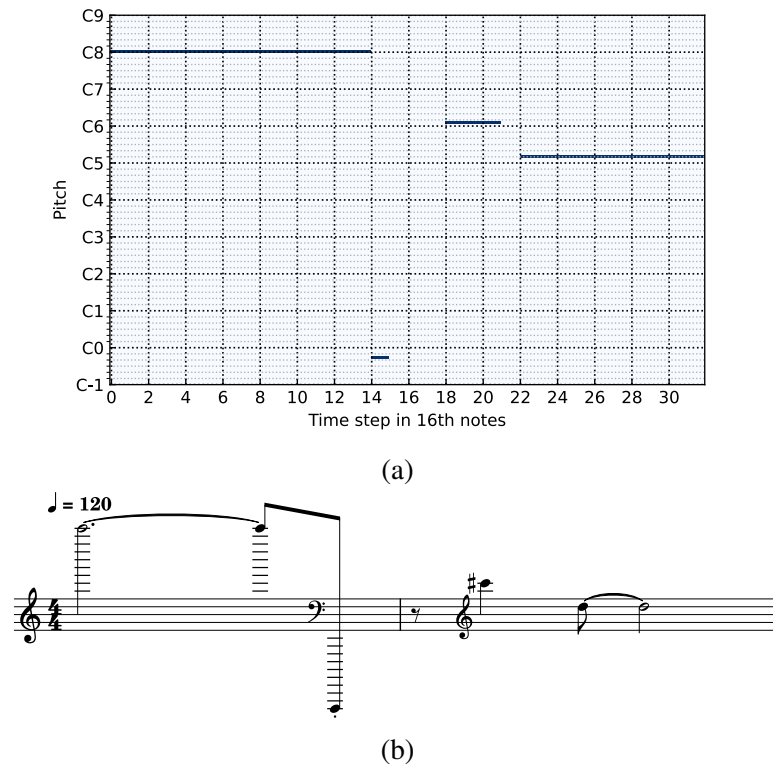 C9
C8
C7
C6
C5
C4
C3
C2
C1
C0
C-1
Pitch
0 2 4 6 8 10 12 14 16 18 20 22 24 26 28 30
Time step in 16th notes
(a)
= 120
4
4
(b)